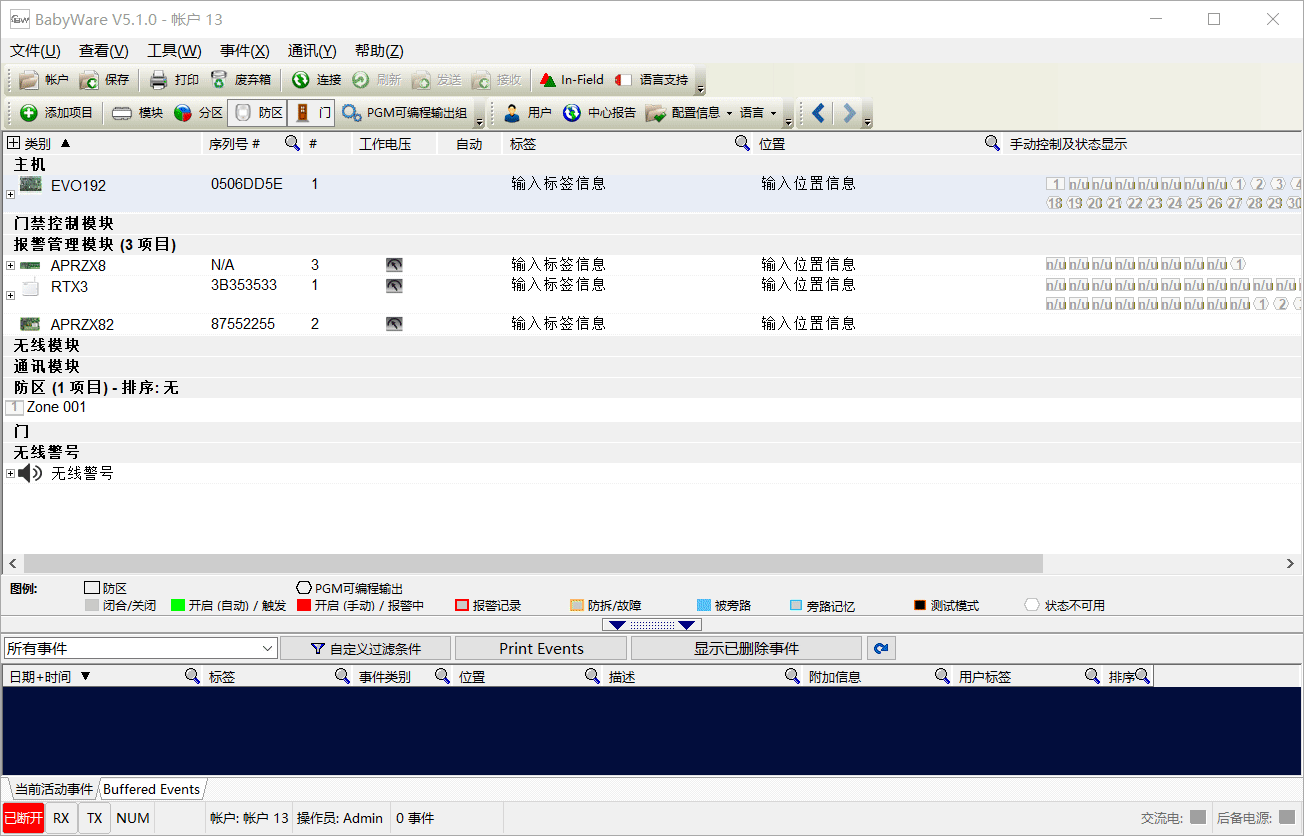 BabyWare V5.1.0 - 帐户 13
文件(U) 查看(V) 工具(W) 事件(X) 通讯(Y) 帮助(Z)
帐户 保存 打印 废弃箱 连接 刷新 发送 接收 In-Field 语言支持
添加项目 模块 分区 防区 门 PGM可编程输出组 用户 中心报告 配置信息 语言
类别 序列号 # # 工作电压 自动 标签 位置 手动控制及状态显示
主机
EVO192 0506DD5E 1 输入标签信息 输入位置信息 1 n/u n/u n/u n/u n/u n/u n/u 1 2 3 4
18 19 20 21 22 23 24 25 26 27 28 29 30
门禁控制模块
报警管理模块 (3 项目)
APRZX8 N/A 3 输入标签信息 输入位置信息 n/u n/u n/u n/u n/u n/u n/u n/u 1
RTX3 3B353533 1 输入标签信息 输入位置信息 n/u n/u n/u n/u n/u n/u n/u n/u n/u n/u n/u
n/u n/u n/u n/u n/u n/u n/u n/u n/u 1 2
APRZX82 87552255 2 输入标签信息 输入位置信息
无线模块
通讯模块
防区 (1 项目) - 排序: 无
1 Zone 001
门
无线警号
无线警号
图例: 防区 PGM可编程输出
闭合/关闭 开启 (自动) / 触发 开启 (手动) / 报警中 报警记录 防拆/故障 被旁路 旁路记忆 测试模式 状态不可用
所有事件 自定义过滤条件 Print Events 显示已删除事件
日期+时间 标签 事件类别 位置 描述 附加信息 用户标签 排序
当前活动事件 Buffered Events
已断开 RX TX NUM 帐户: 帐户 13 操作员: Admin 0 事件 交流电: 后备电源: